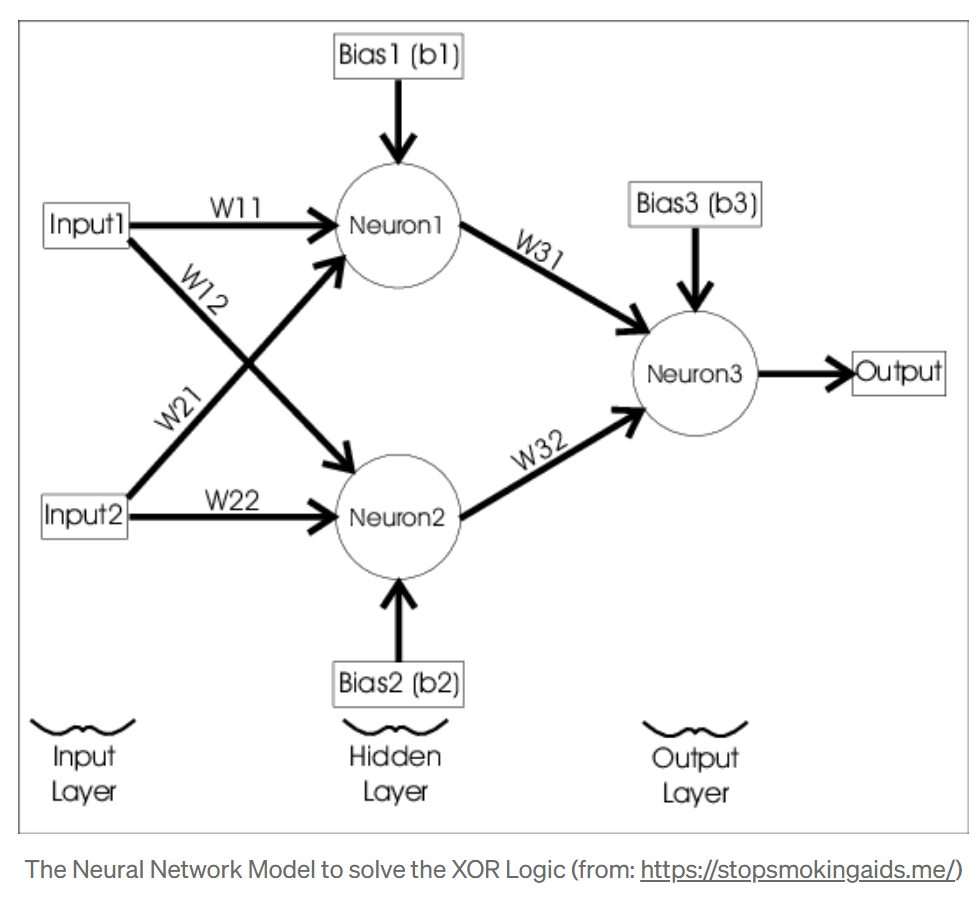 Bias1 (b1)
Input1
W11
Neuron1
Bias3 (b3)
W12
W31
W21
Neuron3
Output
W32
Input2
W22
Neuron2
Bias2 (b2)
Input
Layer
Hidden
Layer
Output
Layer
The Neural Network Model to solve the XOR Logic (from: https://stopsmokingaids.me/)